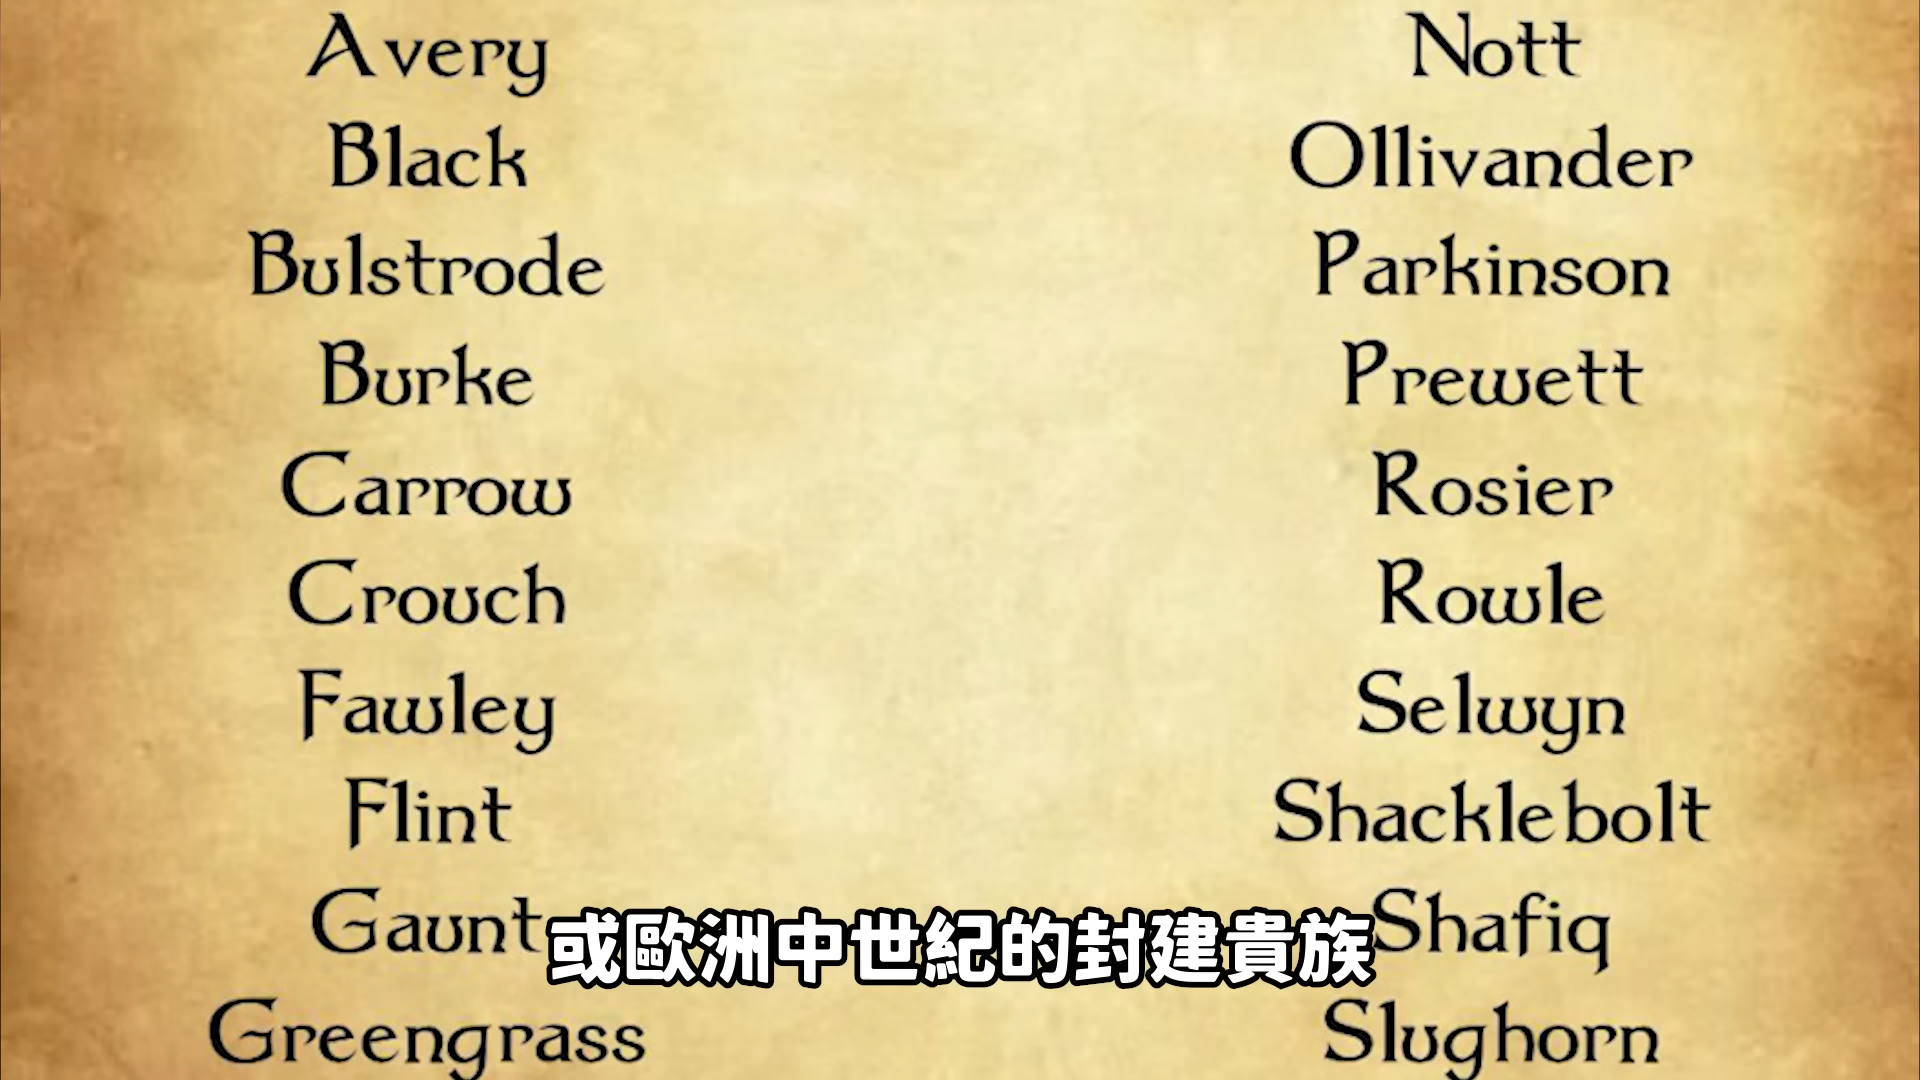 Avery
Black
Bulstrode
Burke
Carrow
Crouch
Fawley
Flint
Gaunt
Greengrass
Nott
Ollivander
Parkinson
Prewett
Rosier
Rowle
Selwyn
Shacklebolt
Shafiq
Slughorn
或歐洲中世紀的封建貴族